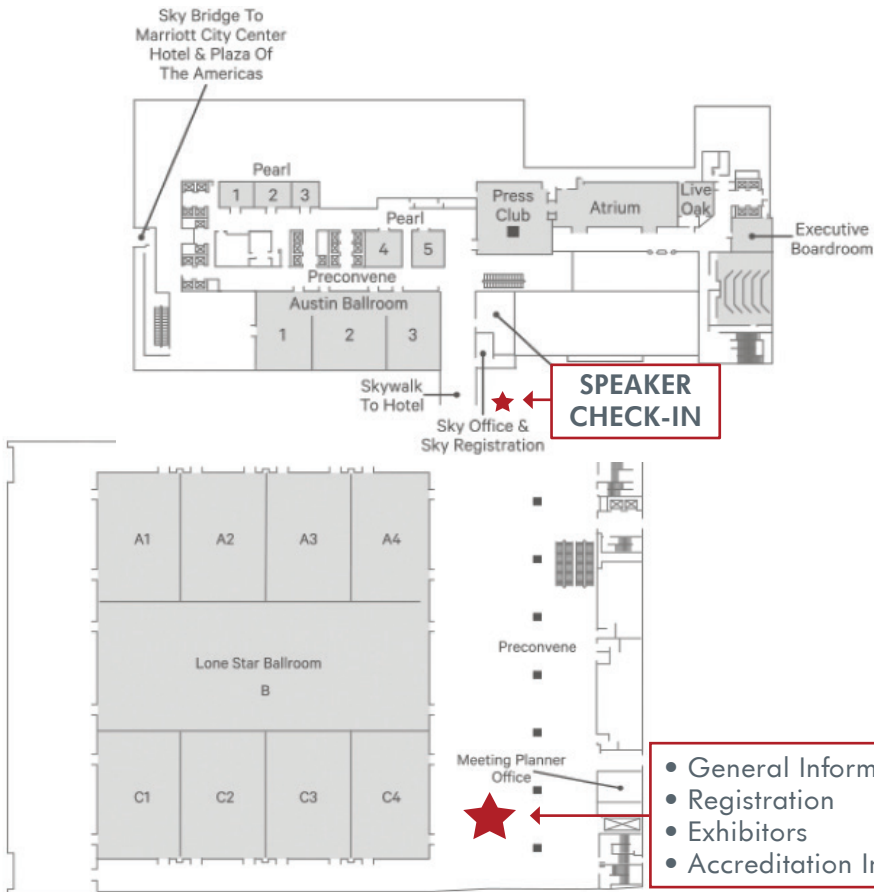 Sky Bridge To
Marriott City Center
Hotel & Plaza Of
The Americas
Pearl
1 2 3
Pearl
4 5
Preconvene
Austin Ballroom
1 2 3
Press
Club
Atrium
Live
Oak
Executive
Boardroom
Skywalk
To Hotel
Sky Office &
Sky Registration
SPEAKER
CHECK-IN
A1 A2 A3 A4
Lone Star Ballroom
B
C1 C2 C3 C4
Preconvene
Meeting Planner
Office
• General Inform
• Registration
• Exhibitors
• Accreditation In